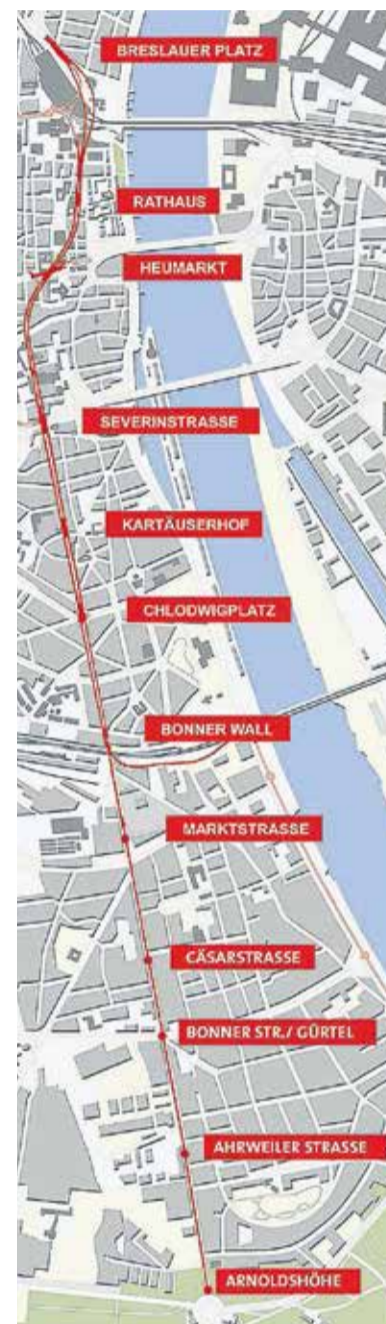 BRESLAUER PLATZ
RATHAUS
HEUMARKT
SEVERINSTRASSE
KARTÄUSERHOF
CHLODWIGPLATZ
BONNER WALL
MARKTSTRASSE
CÄSARSTRASSE
BONNER STR./ GÜRTEL
AHRWEILER STRASSE
ARNOLDSHÖHE